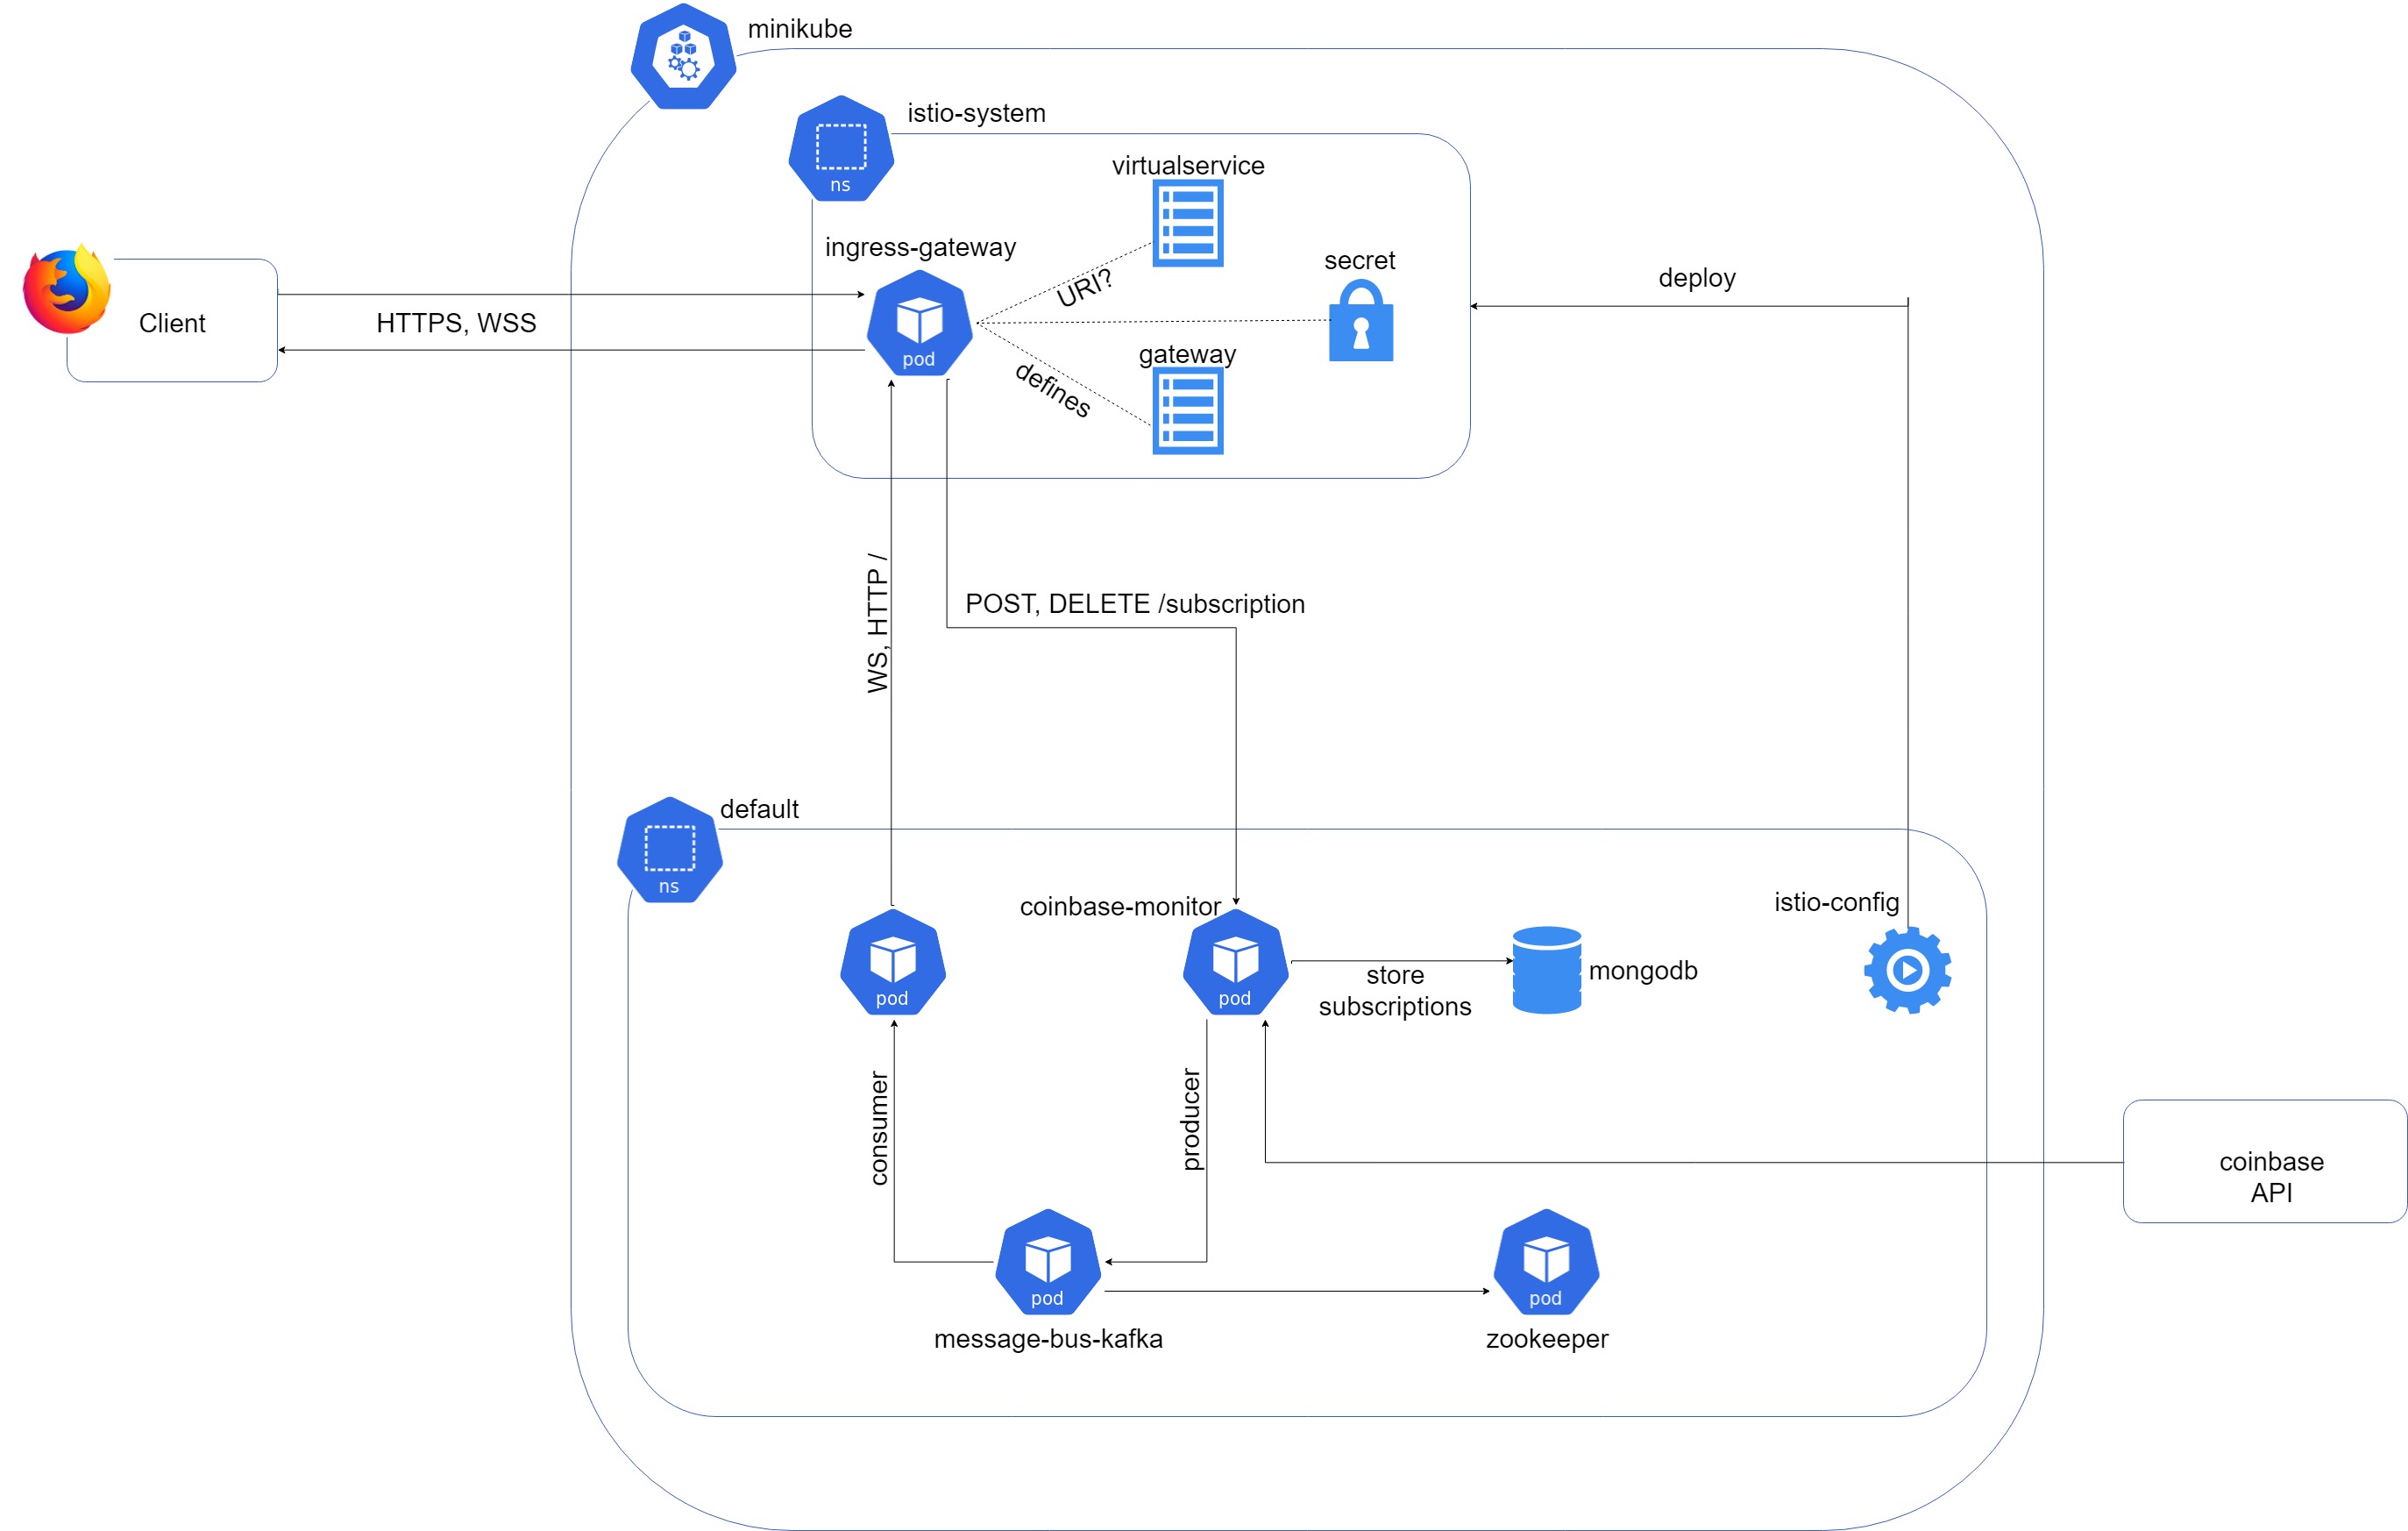 minikube
istio-system
ns
virtualservice
ingress-gateway
URI?
secret
deploy
Client
HTTPS, WSS
pod
gateway
defines
WS, HTTP /
POST, DELETE /subscription
default
ns
coinbase-monitor
istio-config
pod
pod
store
subscriptions
mongodb
consumer
producer
coinbase
API
pod
pod
message-bus-kafka
zookeeper